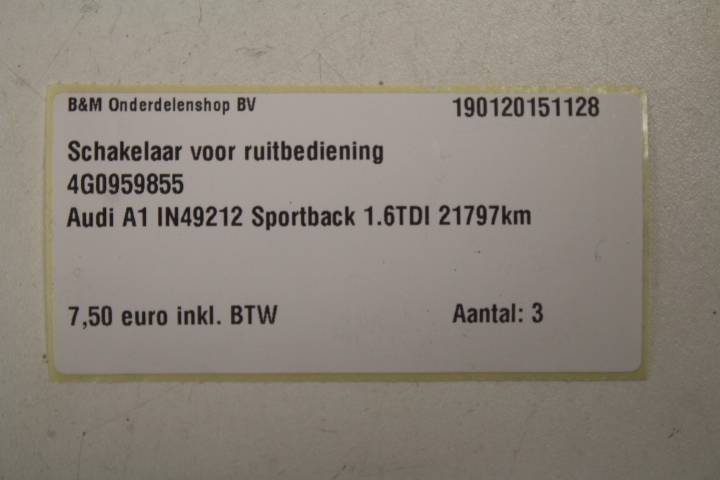 B&M Onderdelenshop BV 190120151128
Schakelaar voor ruitbediening
4G0959855
Audi A1 IN49212 Sportback 1.6TDI 21797km
7,50 euro inkl. BTW Aantal: 3